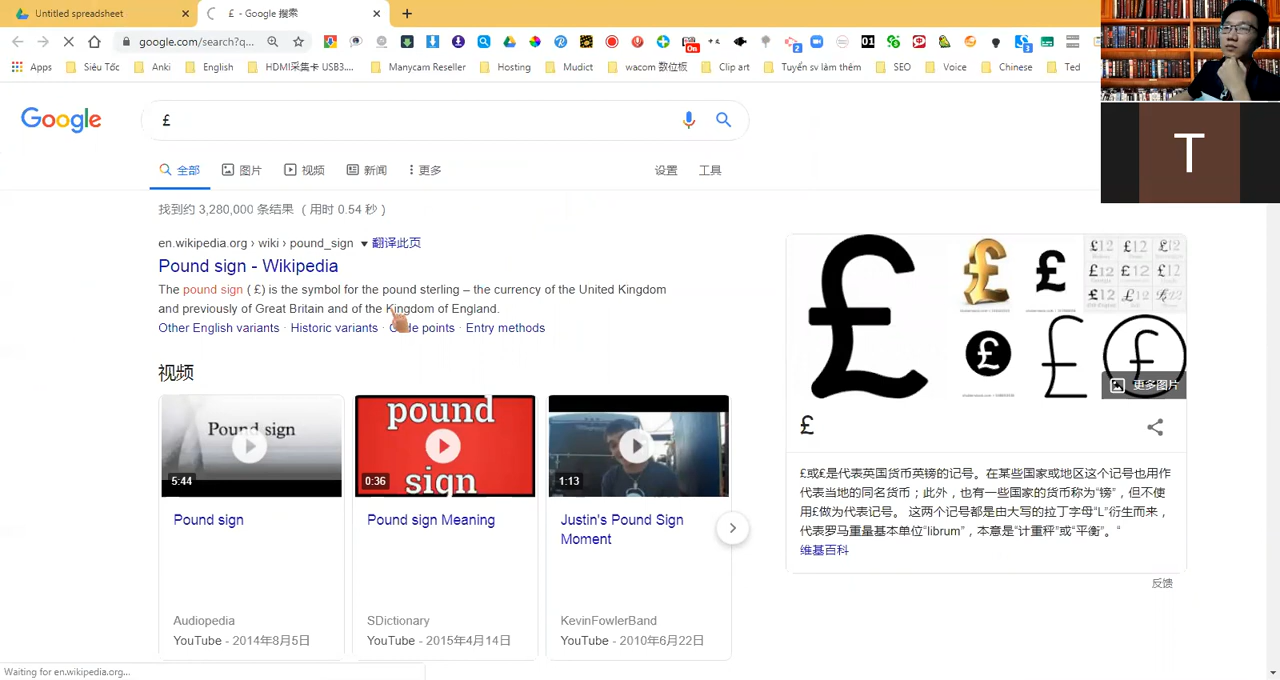 Untitled spreadsheet
£ - Google 搜索
google.com/search?q...
On
Apps
Siêu Tốc
Anki
English
HDMI采集卡 USB3....
Manycam Reseller
Hosting
Mudict
wacom 数位板
Clip art
Tuyển sv làm thêm
SEO
Voice
Chinese
Ted
T
Google
£
全部
图片
视频
新闻
更多
设置
工具
找到约 3,280,000 条结果 （用时 0.54 秒）
en.wikipedia.org › wiki › pound_sign ▼ 翻译此页
Pound sign - Wikipedia
The pound sign ( £) is the symbol for the pound sterling – the currency of the United Kingdom
and previously of Great Britain and of the Kingdom of England.
Other English variants · Historic variants · Code points · Entry methods
视频
Pound sign
5:44
pound
sign
0:36
1:13
Pound sign
Pound sign Meaning
Justin's Pound Sign
Moment
Audiopedia
YouTube - 2014年8月5日
SDictionary
YouTube - 2015年4月14日
KevinFowlerBand
YouTube - 2010年6月22日
£
£
£
£12 £12 £12
£12 £12 £12
£12 £12
£
£
£
更多图片
£
£或₤是代表英国货币英镑的记号。在某些国家或地区这个记号也用作
代表当地的同名货币；此外，也有一些国家的货币称为“镑”，但不使
用£做为代表记号。 这两个记号都是由大写的拉丁字母“L”衍生而来，
代表罗马重量基本单位“librum”，本意是“计重秤”或“平衡”。“
维基百科
反馈
Waiting for en.wikipedia.org...